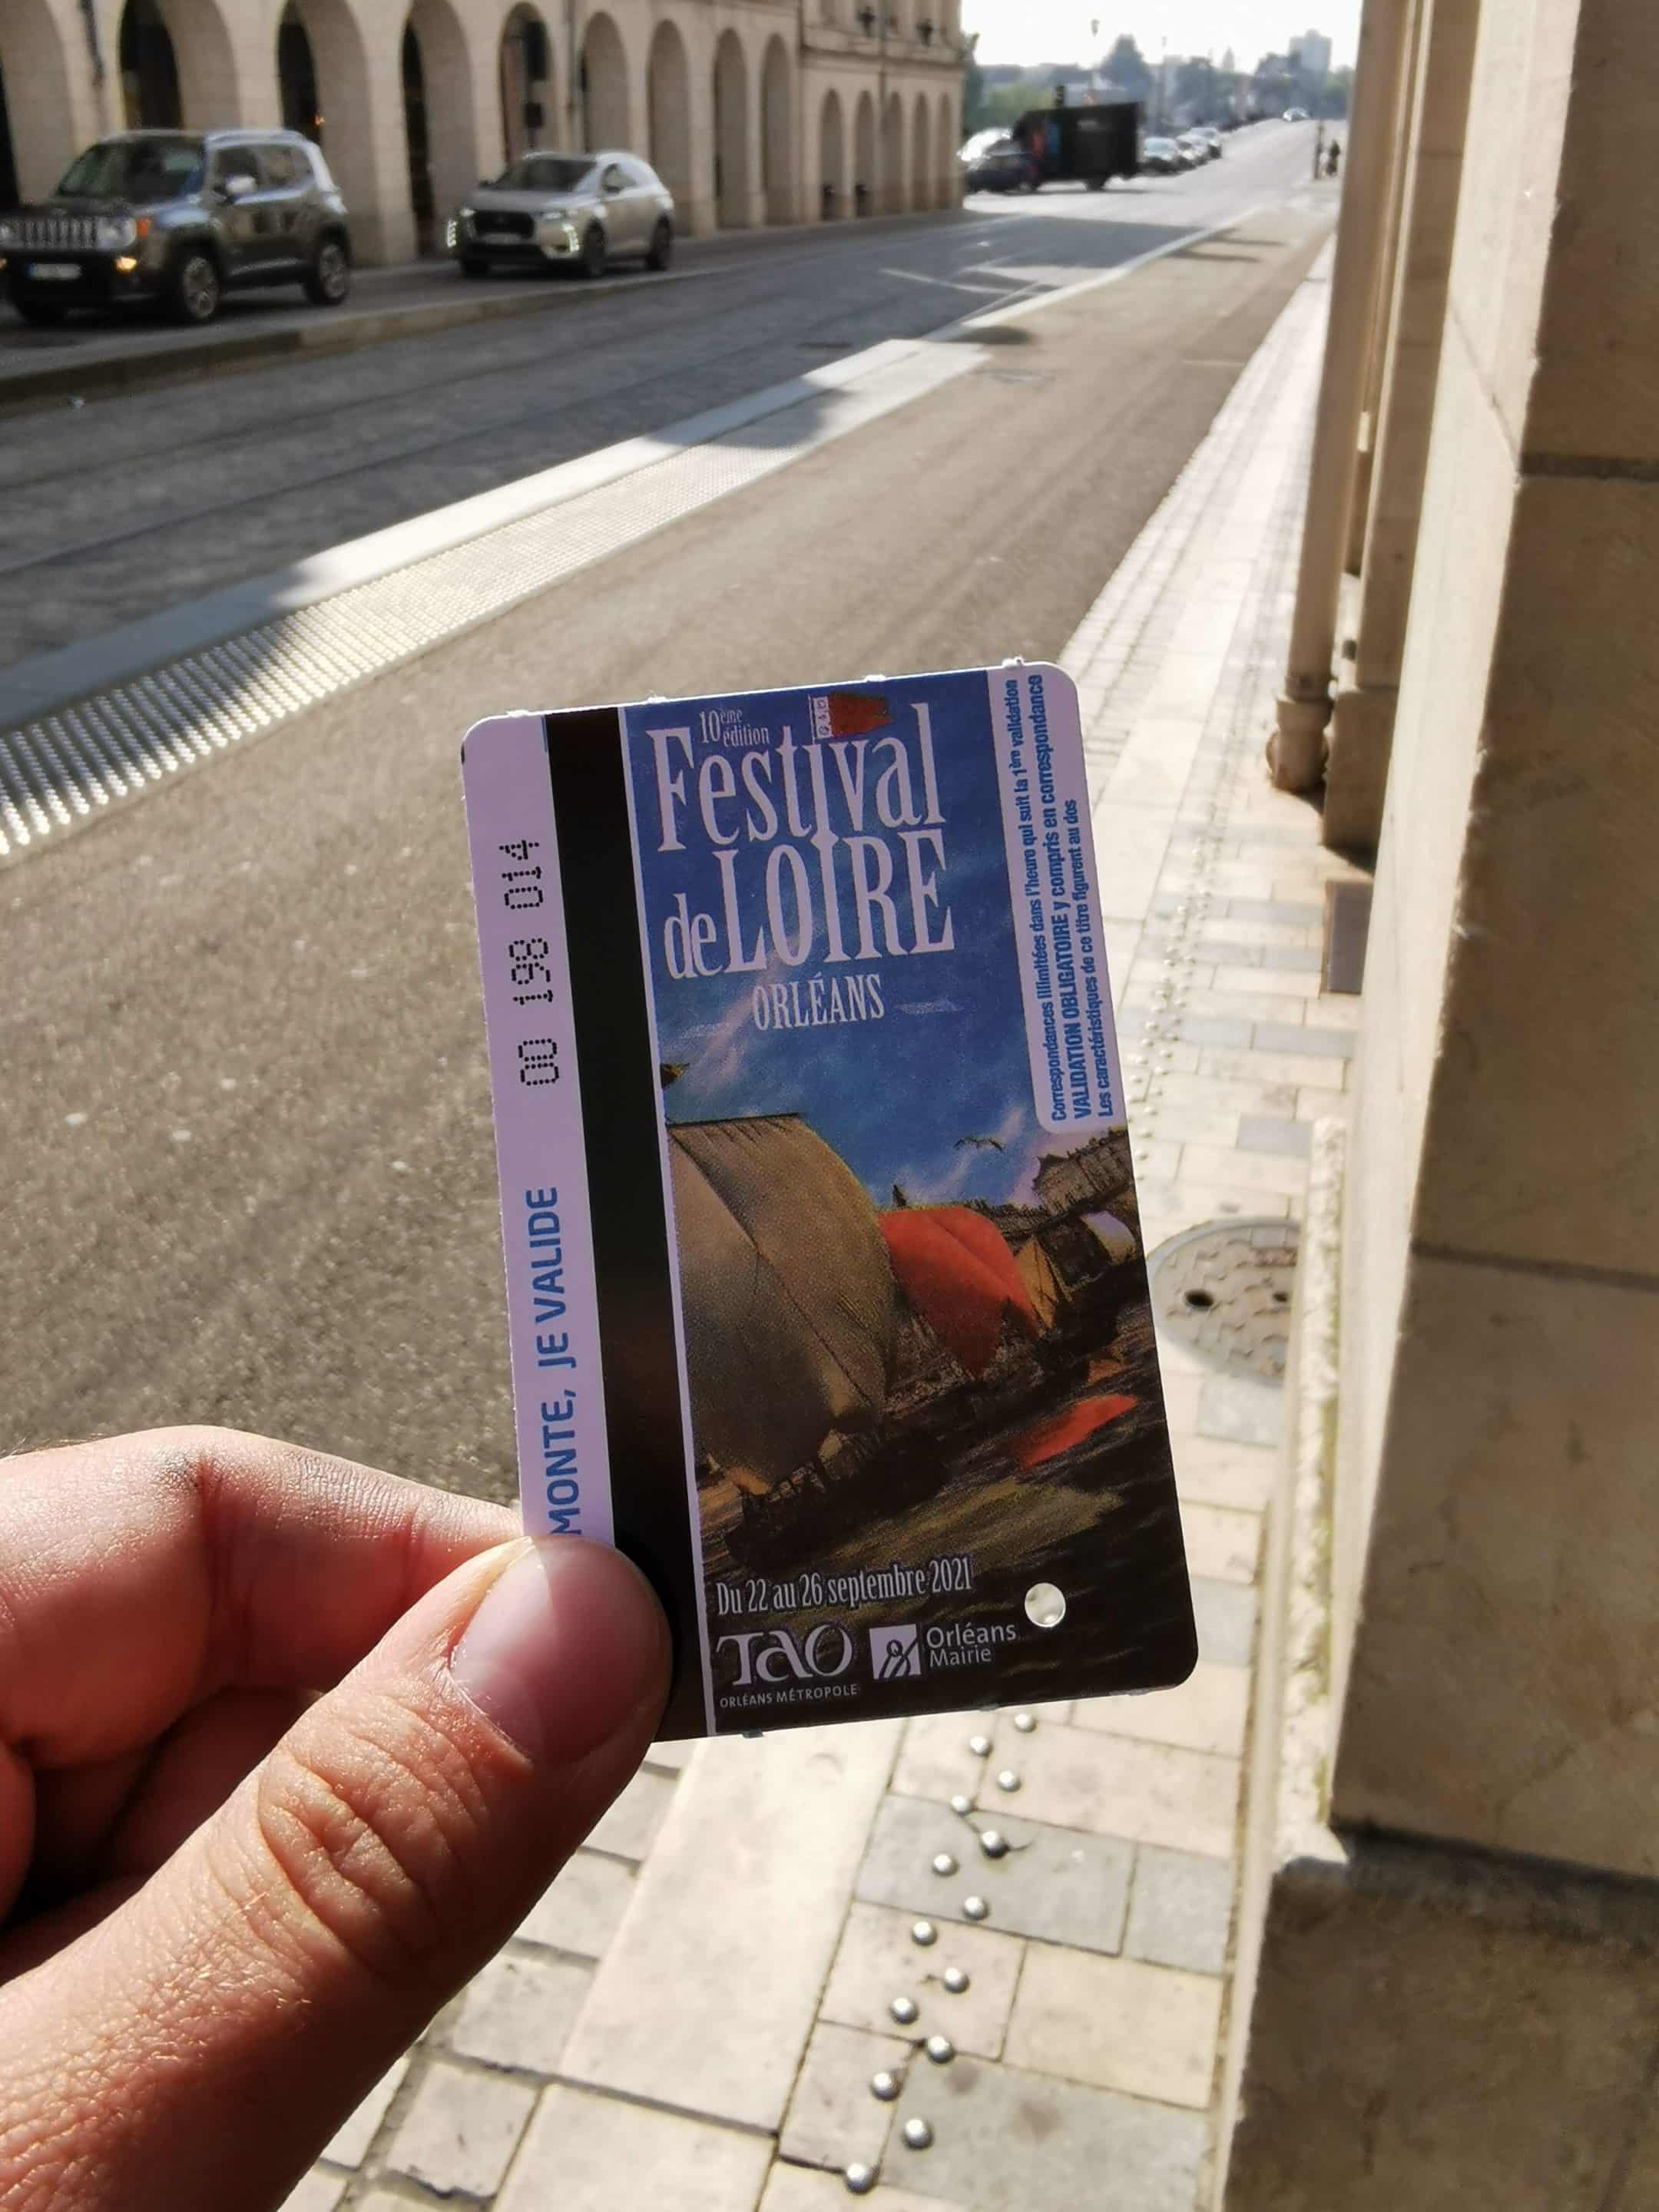 10ème
édition
Festival
de LOIRE
ORLÉANS
Correspondances illimitées dans l'heure qui suit la 1ère validation
VALIDATION OBLIGATOIRE y compris en correspondance
Les caractéristiques de ce titre figurent au dos
00 198 014
MONTE, JE VALIDE
Du 22 au 26 septembre 2021
TAO
ORLÉANS MÉTROPOLE
Orléans
Mairie